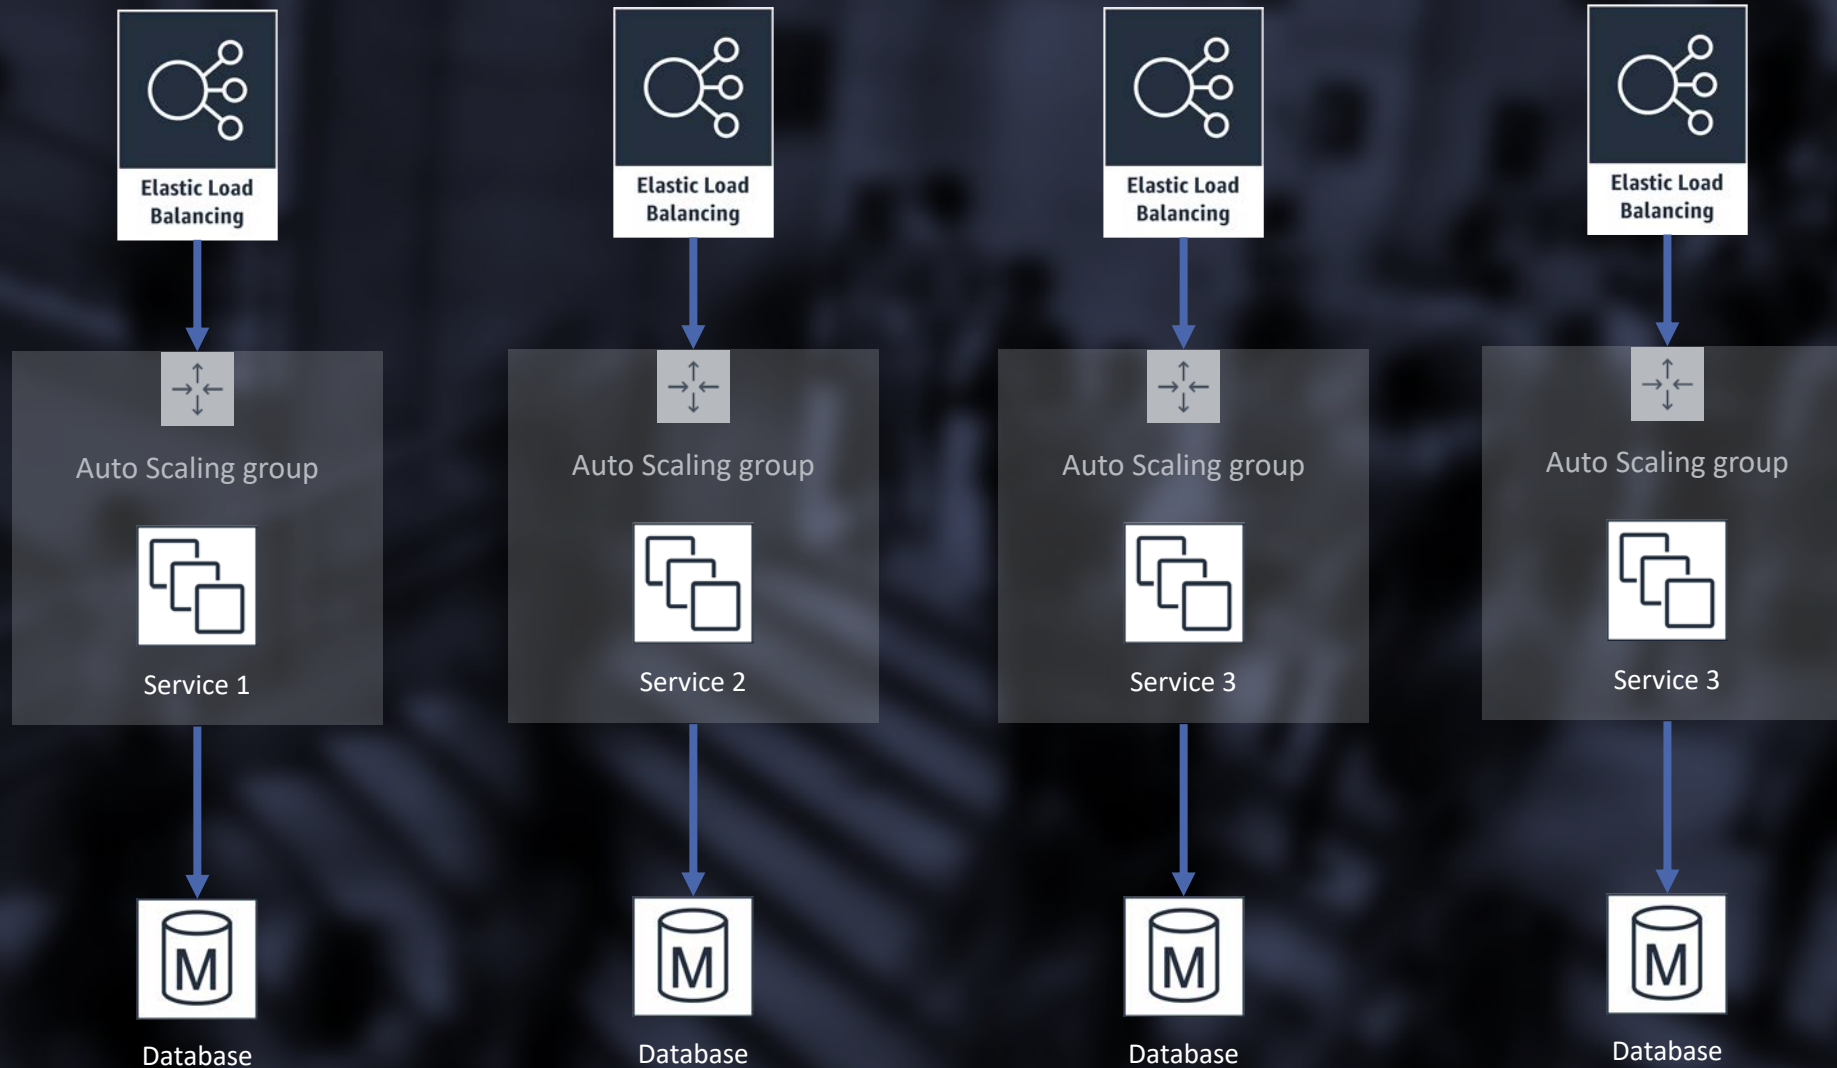 Elastic Load
Balancing
Elastic Load
Balancing
Elastic Load
Balancing
Elastic Load
Balancing
Auto Scaling group
Auto Scaling group
Auto Scaling group
Auto Scaling group
Service 1
Service 2
Service 3
Service 3
M
M
M
M
Database
Database
Database
Database